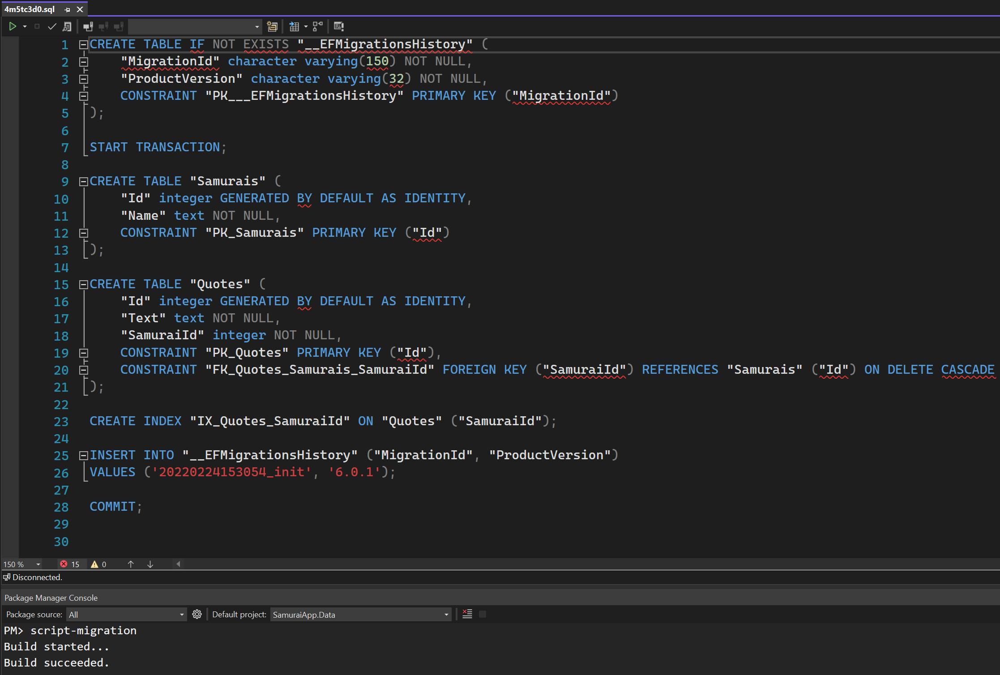 4m5tc3d0.sql
1 CREATE TABLE IF NOT EXISTS "__EFMigrationsHistory" (
2 "MigrationId" character varying(150) NOT NULL,
3 "ProductVersion" character varying(32) NOT NULL,
4 CONSTRAINT "PK___EFMigrationsHistory" PRIMARY KEY ("MigrationId")
5 );
6
7 START TRANSACTION;
8
9 CREATE TABLE "Samurais" (
10 "Id" integer GENERATED BY DEFAULT AS IDENTITY,
11 "Name" text NOT NULL,
12 CONSTRAINT "PK_Samurais" PRIMARY KEY ("Id")
13 );
14
15 CREATE TABLE "Quotes" (
16 "Id" integer GENERATED BY DEFAULT AS IDENTITY,
17 "Text" text NOT NULL,
18 "SamuraiId" integer NOT NULL,
19 CONSTRAINT "PK_Quotes" PRIMARY KEY ("Id"),
20 CONSTRAINT "FK_Quotes_Samurais_SamuraiId" FOREIGN KEY ("SamuraiId") REFERENCES "Samurais" ("Id") ON DELETE CASCADE
21 );
22
23 CREATE INDEX "IX_Quotes_SamuraiId" ON "Quotes" ("SamuraiId");
24
25 INSERT INTO "__EFMigrationsHistory" ("MigrationId", "ProductVersion")
26 VALUES ('20220224153054_init', '6.0.1');
27
28 COMMIT;
29
30
150 % 15 0
Disconnected.
Package Manager Console
Package source: All Default project: SamuraiApp.Data
PM> script-migration
Build started...
Build succeeded.